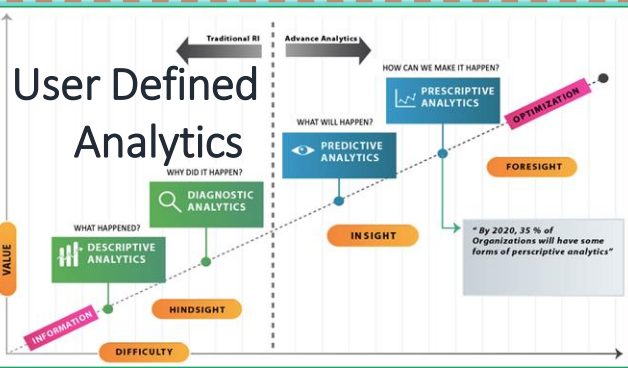 Traditional RI
Advance Analytics
User Defined
Analytics
HOW CAN WE MAKE IT HAPPEN?
PRESCRIPTIVE
ANALYTICS
OPTIMIZATION
WHAT WILL HAPPEN?
PREDICTIVE
ANALYTICS
FORESIGHT
WHY DID IT HAPPEN?
DIAGNOSTIC
ANALYTICS
INSIGHT
" By 2020, 35 % of
Organizations will have some
forms of perscriptive analytics"
WHAT HAPPENED?
DESCRIPTIVE
ANALYTICS
VALUE
HINDSIGHT
INFORMATION
DIFFICULTY